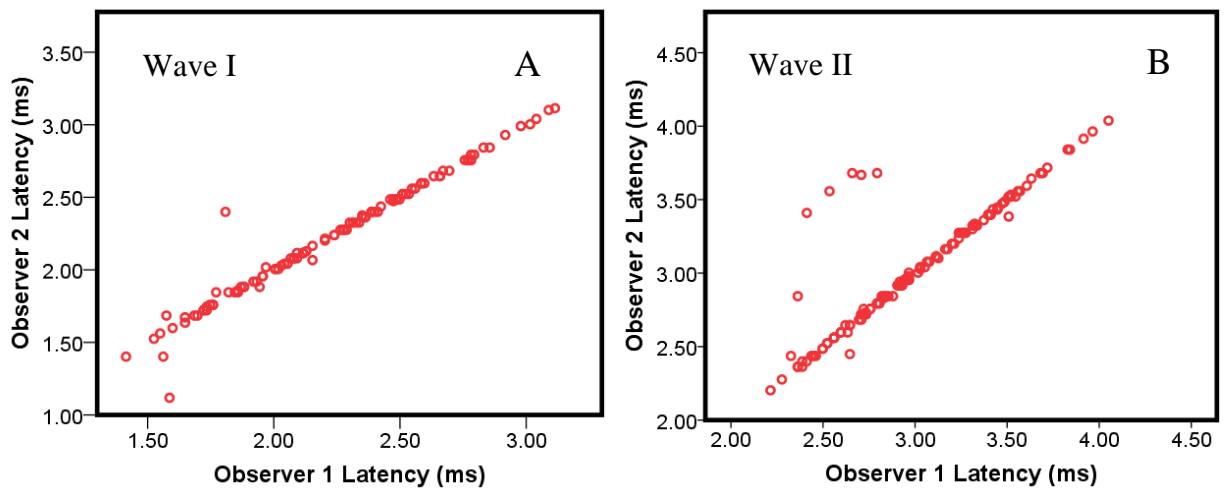 Wave I
A
3.50
3.00
2.50
2.00
1.50
1.00
1.50
2.00
2.50
3.00
Observer 2 Latency (ms)
Observer 1 Latency (ms)
Wave II
B
4.50
4.00
3.50
3.00
2.50
2.00
2.00
2.50
3.00
3.50
4.00
4.50
Observer 2 Latency (ms)
Observer 1 Latency (ms)